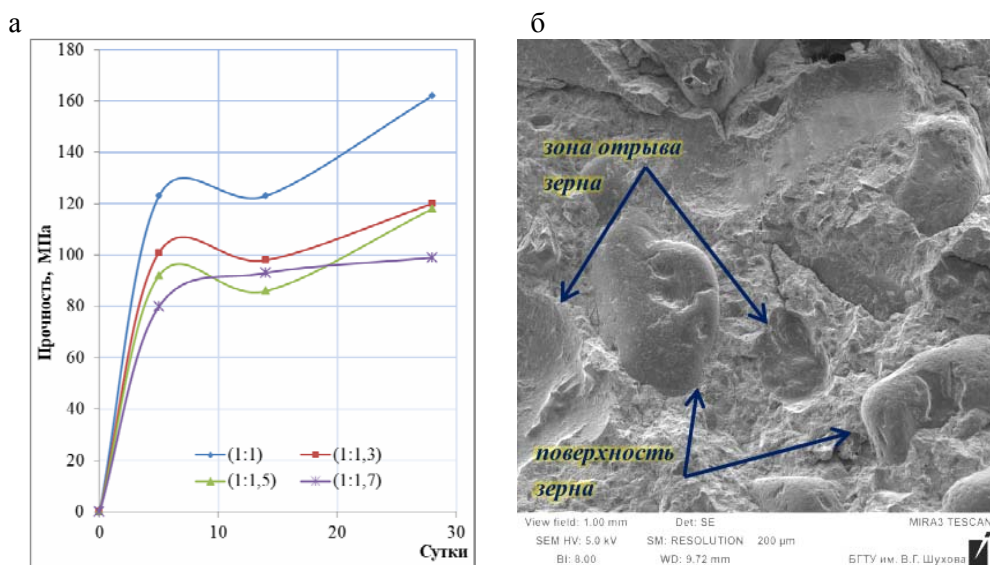 а
б
180
160
140
120
100
80
60
40
20
0
Прочность, МПа
0
10
20
30
Сутки
(1:1)
(1:1,3)
(1:1,5)
(1:1,7)
зона отрыва
зерна
поверхность
зерна
View field: 1.00 mm Det: SE MIRA3 TESCAN
SEM HV: 5.0 kV SM: RESOLUTION 200 µm
BI: 8.00 WD: 9.72 mm БГТУ им. В.Г. Шухова